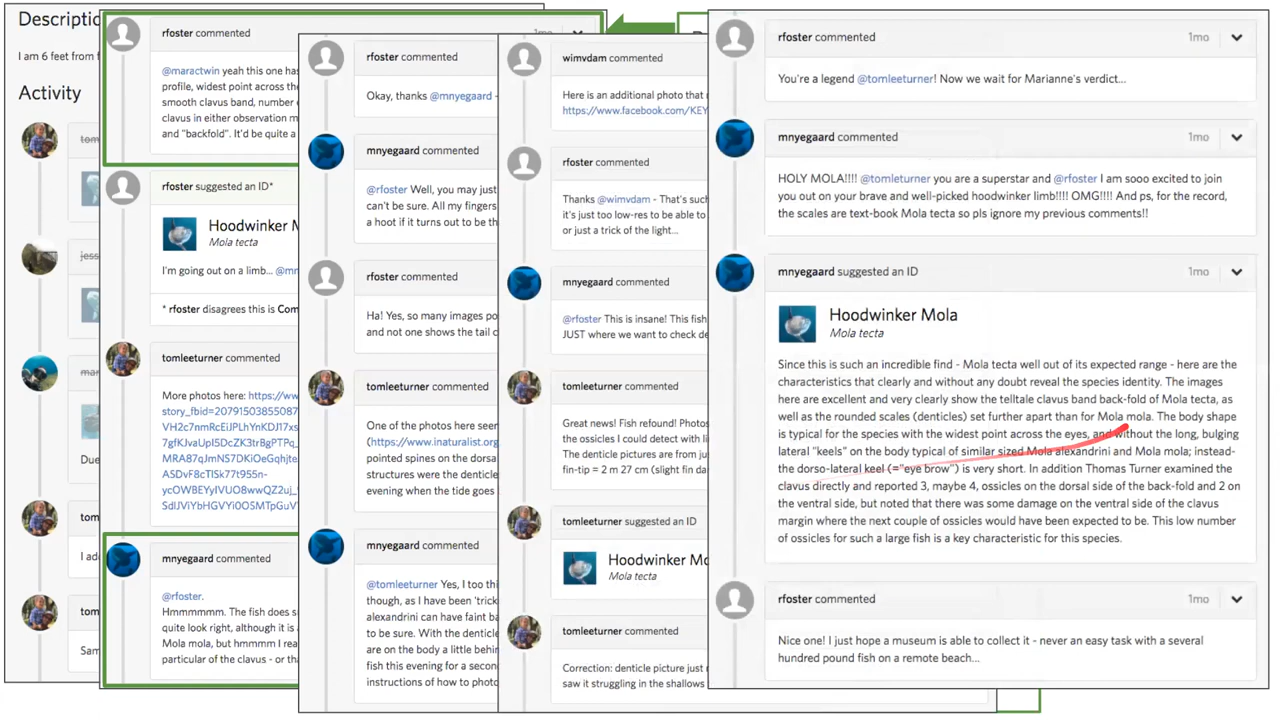 Descriptio
I am 6 feet from f
Activity
tom
jess
mar
Due
tom
I add
tom
Sam
rfoster commented
@maractwin yeah this one has
profile, widest point across the
smooth clavus band, number o
clavus in either observation m
and "backfold". It'd be quite a
rfoster suggested an ID*
Hoodwinker M
Mola tecta
I'm going out on a limb... @mn
* rfoster disagrees this is Com
tomleeturner commented
More photos here: https://ww
mnyegaard commented
@rfoster.
Hmmmmmm. The fish does s
quite look right, although it is a
Mola mola, but hmmmm I rea
particular of the clavus - or tha
rfoster commented
Okay, thanks @mnyegaard -
mnyegaard commented
@rfoster Well, you may just
can't be sure. All my fingers
a hoot if it turns out to be th
rfoster commented
Ha! Yes, so many images po
and not one shows the tail c
tomleeturner commented
One of the photos here seen
(https://www.inaturalist.org
pointed spines on the dorsa
structures were the denticle
evening when the tide goes
mnyegaard commented
@tomleeturner Yes, I too thi
though, as I have been 'trick
alexandrini can have faint ba
to be sure. With the denticle
are on the body a little behin
fish this evening for a secon
instructions of how to photo
wimvdam commented
Here is an additional photo that r
https://www.facebook.com/KEY
rfoster commented
Thanks @wimvdam - That's such
it's just too low-res to be able to
or just a trick of the light...
mnyegaard commented
@rfoster This is insane! This fish
JUST where we want to check de
tomleeturner commented
Great news! Fish refound! Photos
the ossicles I could detect with li
The denticle pictures are from jus
fin-tip = 2 m 27 cm (slight fin dar
tomleeturner suggested an ID
Hoodwinker Mo
Mola tecta
tomleeturner commented
Correction: denticle picture just r
saw it struggling in the shallows
rfoster commented 1mo
You're a legend @tomleeturner! Now we wait for Marianne's verdict...
mnyegaard commented 1mo
HOLY MOLA!!!! @tomleeturner you are a superstar and @rfoster I am sooo excited to join
you out on your brave and well-picked hoodwinker limb!!!! OMG!!!! And ps, for the record,
the scales are text-book Mola tecta so pls ignore my previous comments!!
mnyegaard suggested an ID 1mo
Hoodwinker Mola
Mola tecta
Since this is such an incredible find - Mola tecta well out of its expected range - here are the
characteristics that clearly and without any doubt reveal the species identity. The images
here are excellent and very clearly show the telltale clavus band back-fold of Mola tecta, as
well as the rounded scales (denticles) set further apart than for Mola mola. The body shape
is typical for the species with the widest point across the eyes, and without the long, bulging
lateral "keels" on the body typical of similar sized Mola alexandrini and Mola mola; instead-
the dorso-lateral keel (="eye brow") is very short. In addition Thomas Turner examined the
clavus directly and reported 3, maybe 4, ossicles on the dorsal side of the back-fold and 2 on
the ventral side, but noted that there was some damage on the ventral side of the clavus
margin where the next couple of ossicles would have been expected to be. This low number
of ossicles for such a large fish is a key characteristic for this species.
rfoster commented 1mo
Nice one! I just hope a museum is able to collect it - never an easy task with a several
hundred pound fish on a remote beach...